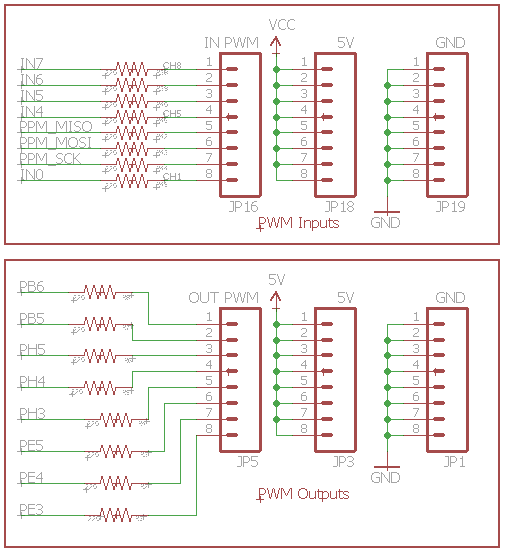 VCC
IN PWM 5V GND
IN7 CH8 1 1 1
IN6 2 2 2
IN5 3 3 3
IN4 CH5 4 4 4
PPM_MISO 5 5 5
PPM_MOSI 6 6 6
PPM_SCK 7 7 7
IN0 CH1 8 8 8
JP16 JP18 JP19
PWM Inputs GND
5V
PB6 OUT PWM 5V GND
PB5 1 1 1
2 2 2
PH5 3 3 3
4 4 4
PH4 5 5 5
6 6 6
PH3 7 7 7
8 8 8
PE5 JP5 JP3 JP1
PE4 GND
PWM Outputs
PE3